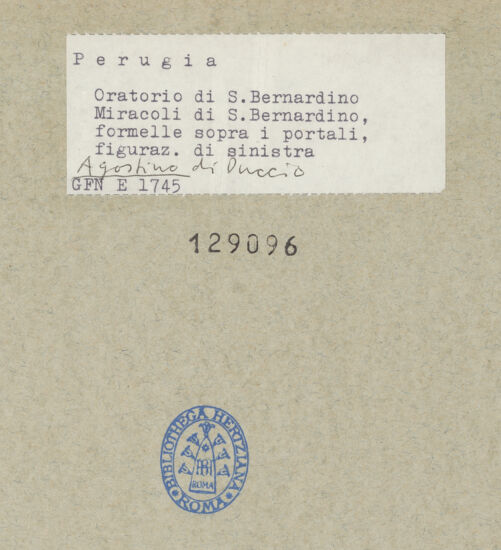 Perugia
Oratorio di S.Bernardino
Miracoli di S.Bernardino,
formelle sopra i portali,
figuraz. di sinistra
Agostino di Duccio
GFN E 1745
129096
BIBLIOTHECA HERTZIANA
ROMA
ROMA